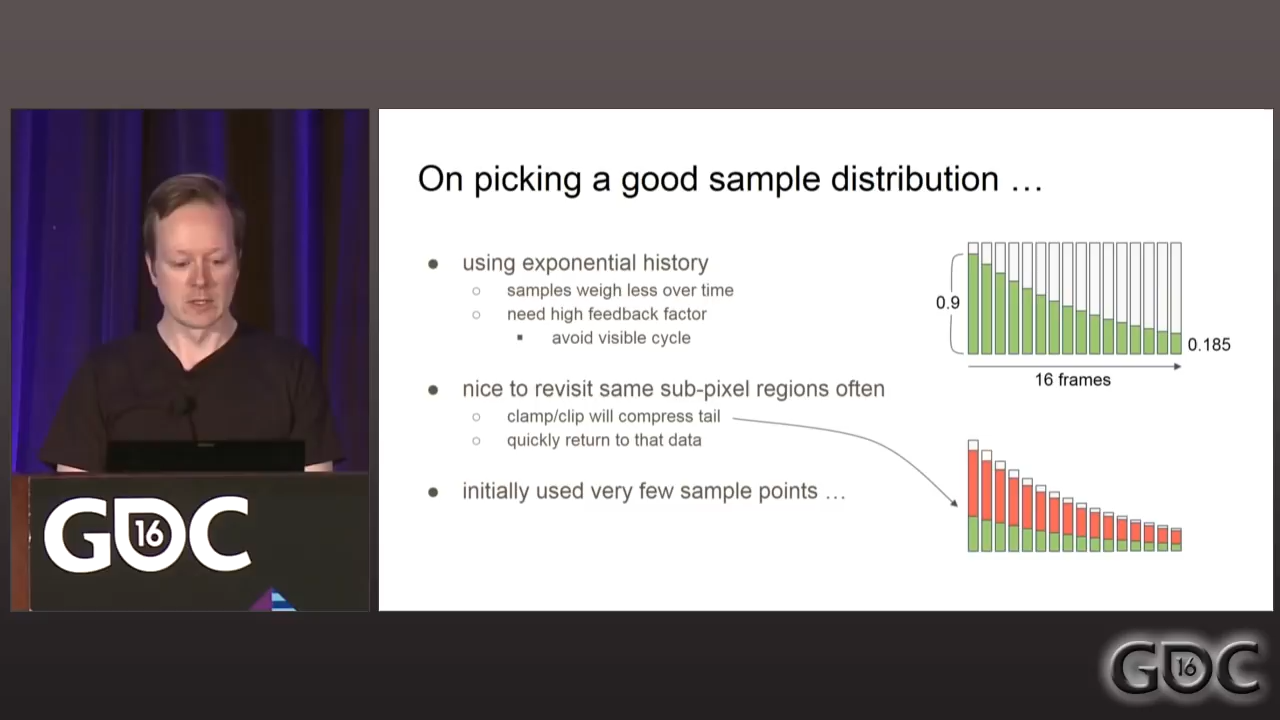 On picking a good sample distribution …
● using exponential history
○ samples weigh less over time
○ need high feedback factor
■ avoid visible cycle
● nice to revisit same sub-pixel regions often
○ clamp/clip will compress tail
○ quickly return to that data
● initially used very few sample points …
0.9
0.185
16 frames
GDC 16
GDC 16